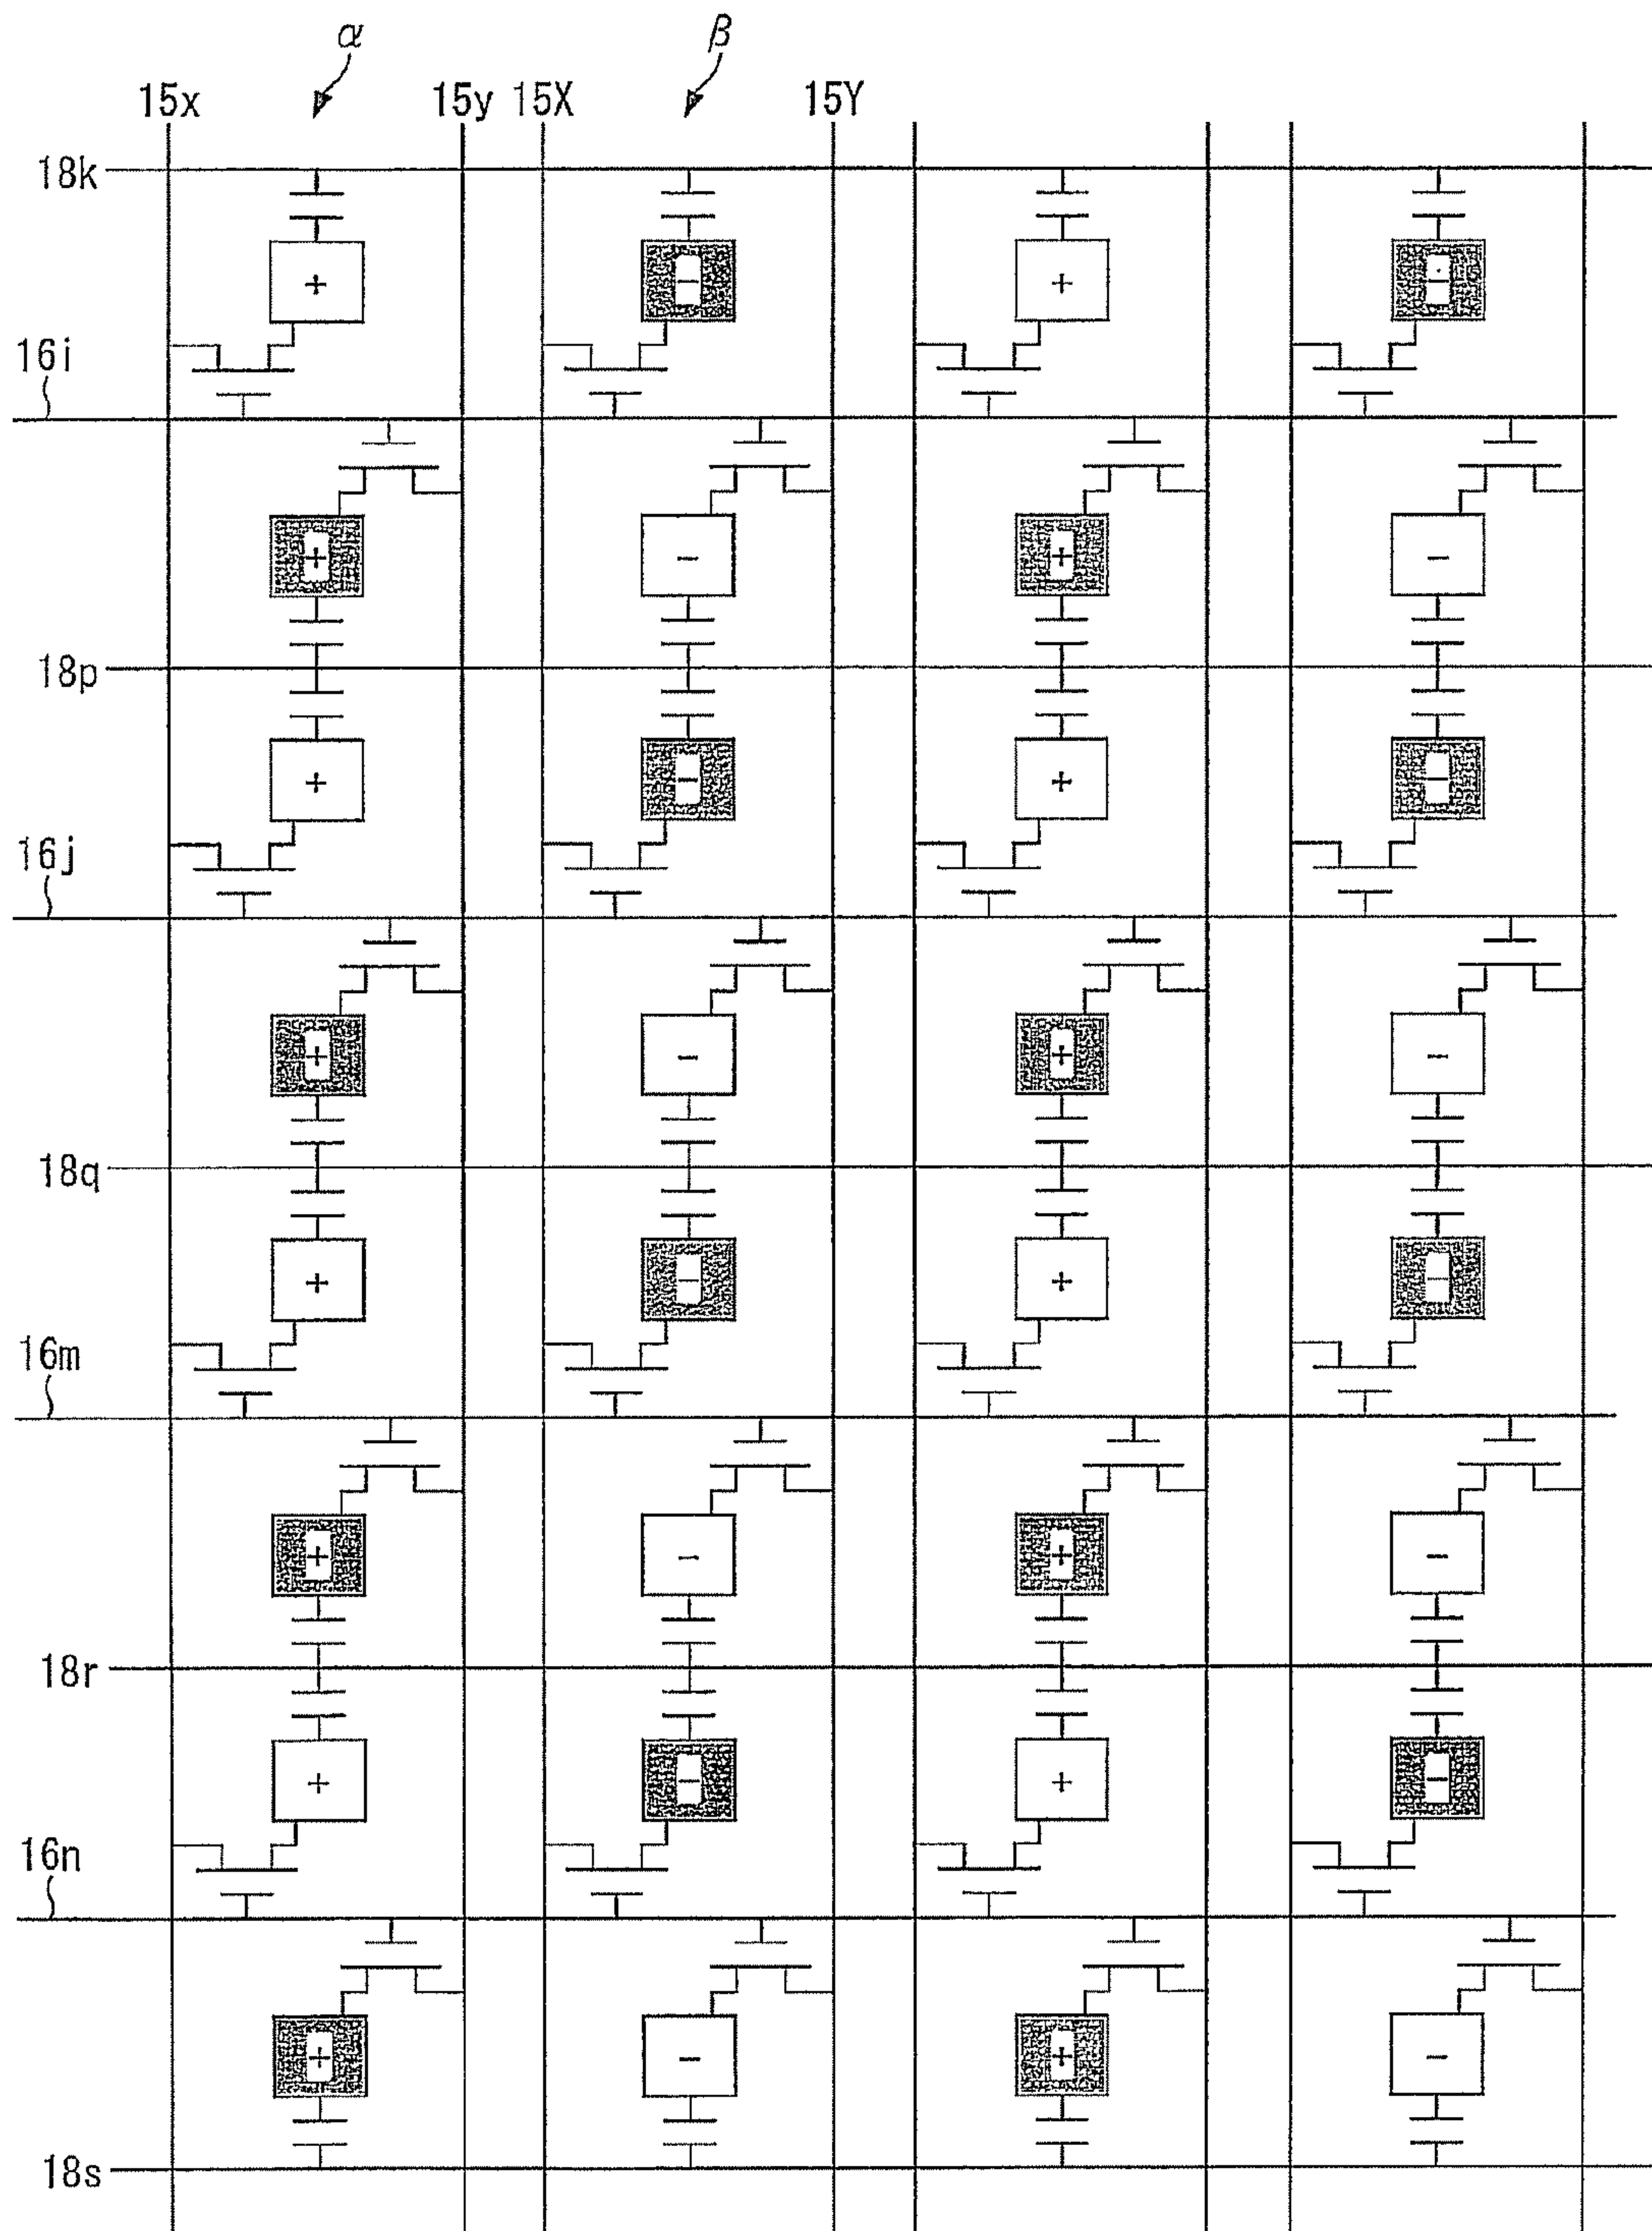 α β
15x 15y 15X 15Y
18k
+ - + -
16i
+ - + -
18p
+ - + -
16j
+ - + -
18q
+ - + -
16m
+ - + -
18r
+ - + -
16n
+ - + -
18s